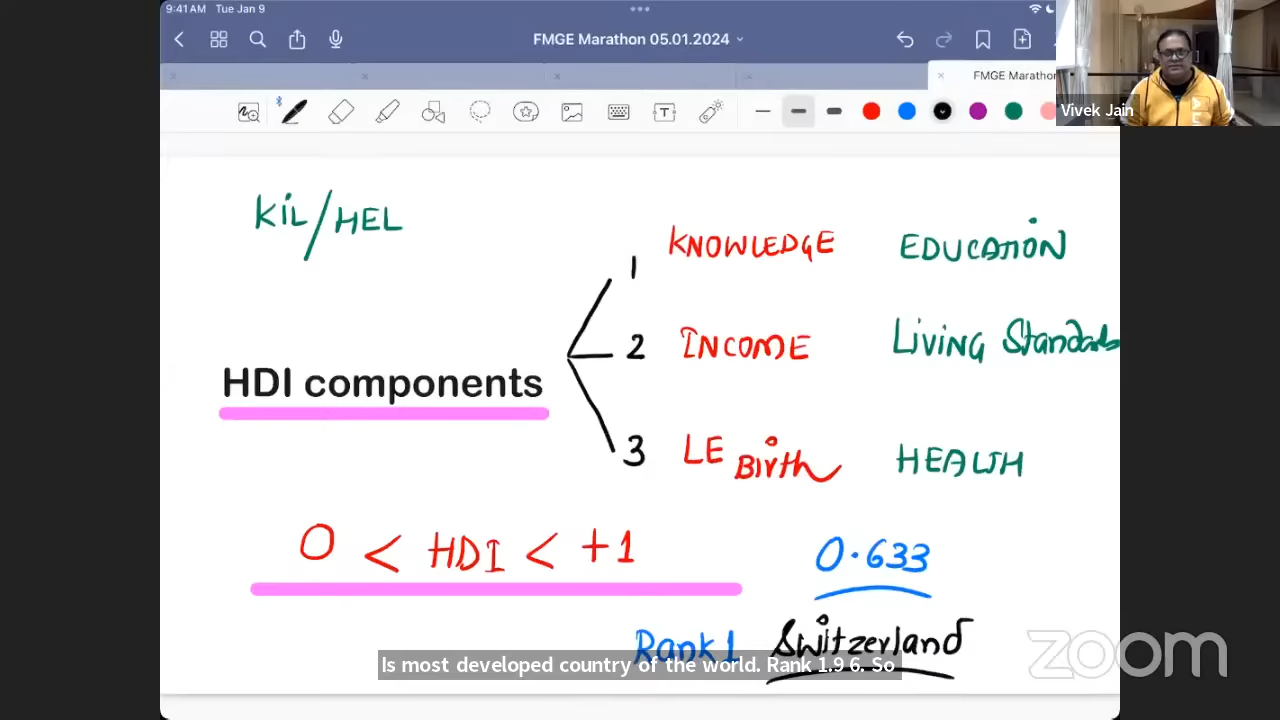 9:41 AM Tue Jan 9
FMGE Marathon 05.01.2024
FMGE Marathon
Vivek Jain
KiL/HEL
1 KNOWLEDGE EDUCATION
2 INCOME Living Standards
HDI components
3 LE Birth HEALTH
0 < HDI < +1
0.633
Rank 1 Switzerland
Is most developed country of the world. Rank 1.9 6. So
zoom